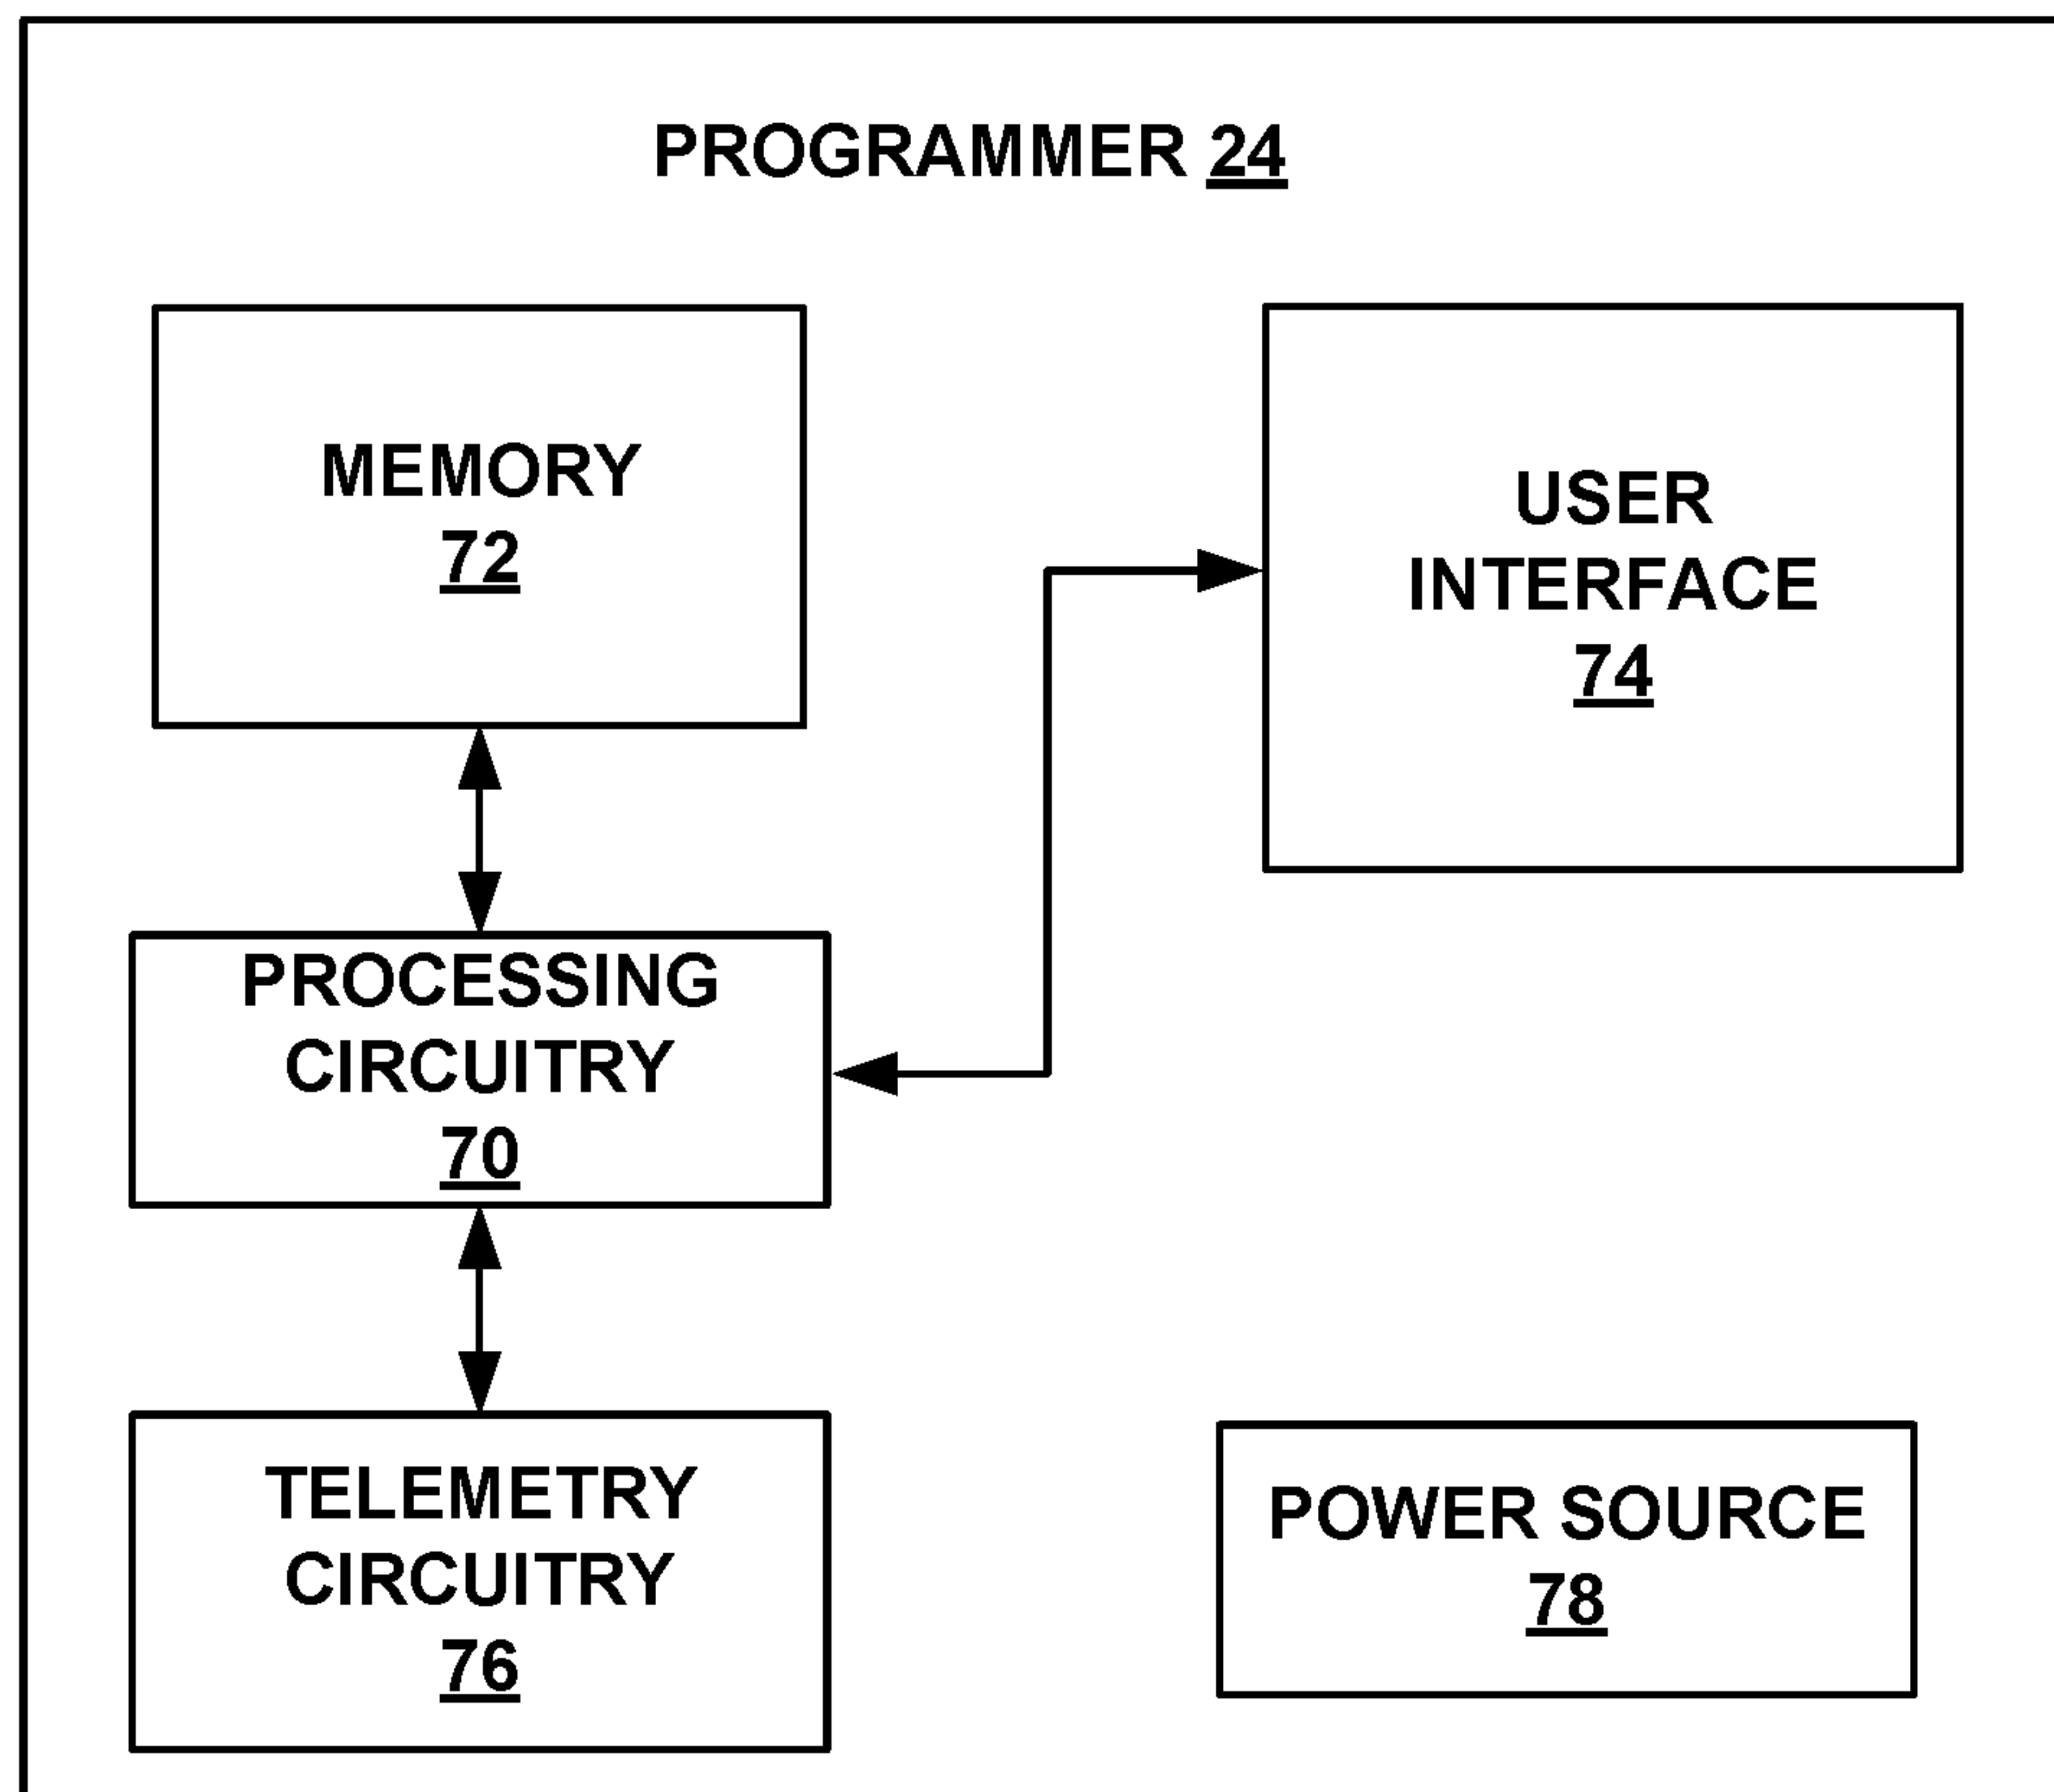 PROGRAMMER 24
MEMORY
72
USER
INTERFACE
74
PROCESSING
CIRCUITRY
70
TELEMETRY
CIRCUITRY
76
POWER SOURCE
78